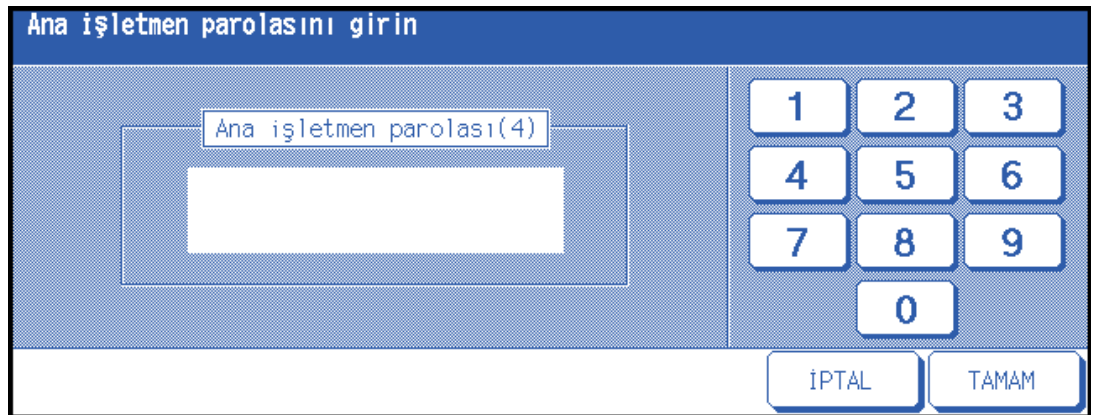 Ana işletmen parolasını girin
Ana işletmen parolası(4)
1 2 3
4 5 6
7 8 9
0
İPTAL TAMAM